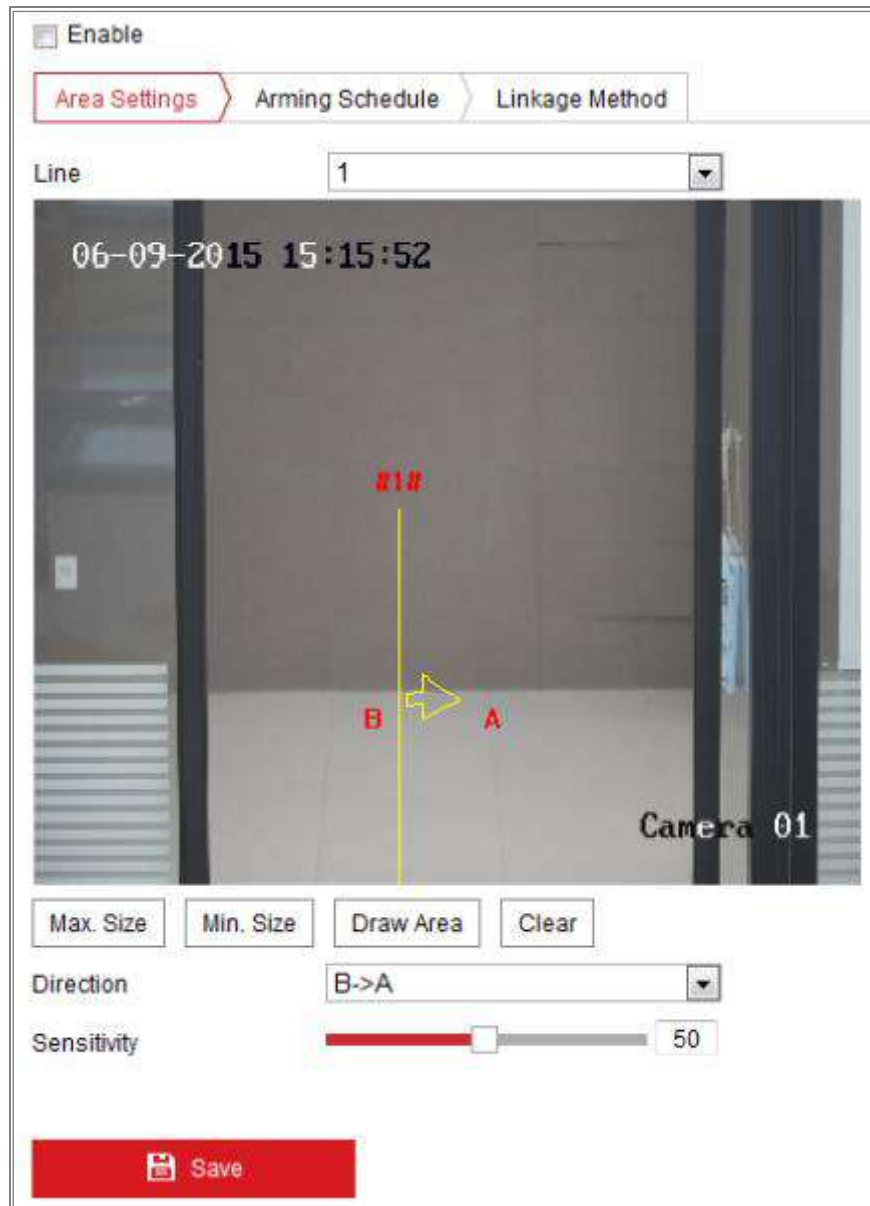 Enable
Area Settings Arming Schedule Linkage Method
Line 1
06-09-2015 15:15:52
#1#
B A
Camera 01
Max. Size Min. Size Draw Area Clear
Direction B->A
Sensitivity 50
Save